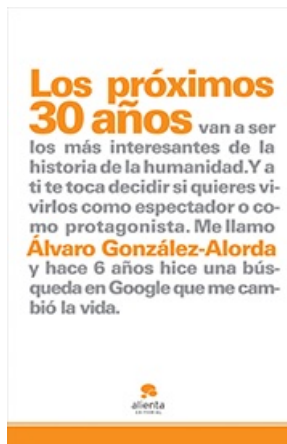 Los próximos
30 años van a ser
los más interesantes de la
historia de la humanidad.Y a
ti te toca decidir si quieres vi-
virlos como espectador o co-
mo protagonista. Me llamo
Álvaro González-Alorda
y hace 6 años hice una bús-
queda en Google que me cam-
bió la vida.
alienta
EDITORIAL